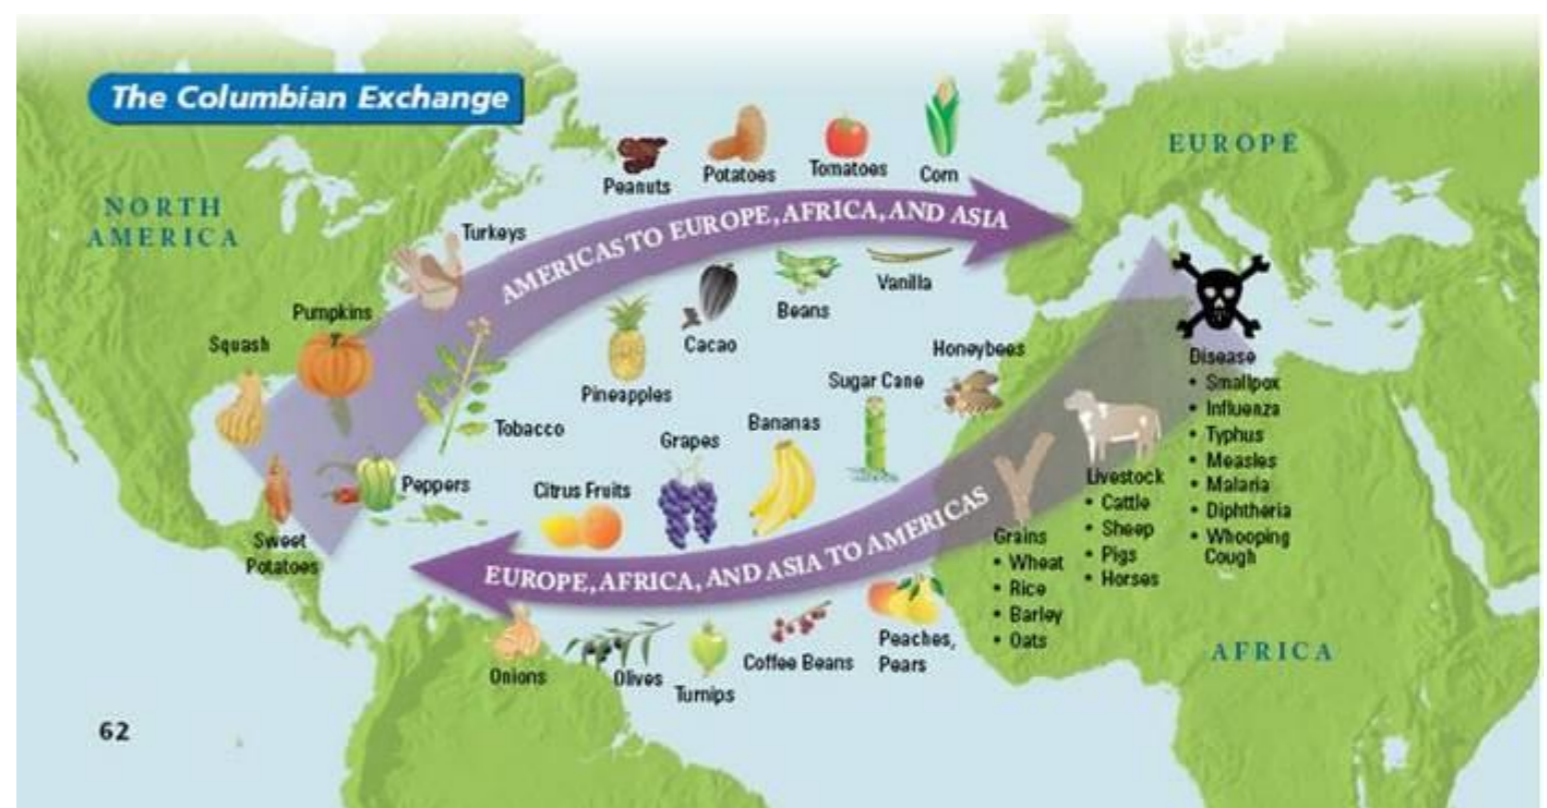 The Columbian Exchange
NORTH
AMERICA
EUROPE
AFRICA
Peanuts
Potatoes
Tomatoes
Corn
AMERICAS TO EUROPE, AFRICA, AND ASIA
Turkeys
Pumpkins
Squash
Sweet
Potatoes
Peppers
Tobacco
Pineapples
Cacao
Beans
Vanilla
Honeybees
Sugar Cane
Bananas
Grapes
Citrus Fruits
EUROPE, AFRICA, AND ASIA TO AMERICAS
Onions
Olives
Turnips
Coffee Beans
Peaches,
Pears
Grains
• Wheat
• Rice
• Barley
• Oats
Livestock
• Cattle
• Sheep
• Pigs
• Horses
Disease
• Smallpox
• Influenza
• Typhus
• Measles
• Malaria
• Diphtheria
• Whooping
Cough
62